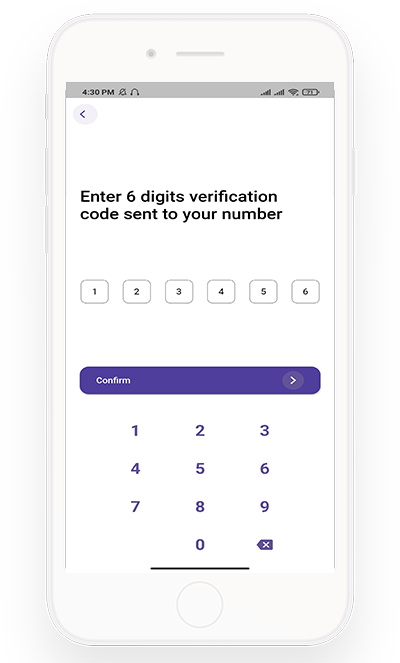 4:30 PM 71
Enter 6 digits verification
code sent to your number
1 2 3 4 5 6
Confirm
1 2 3
4 5 6
7 8 9
0